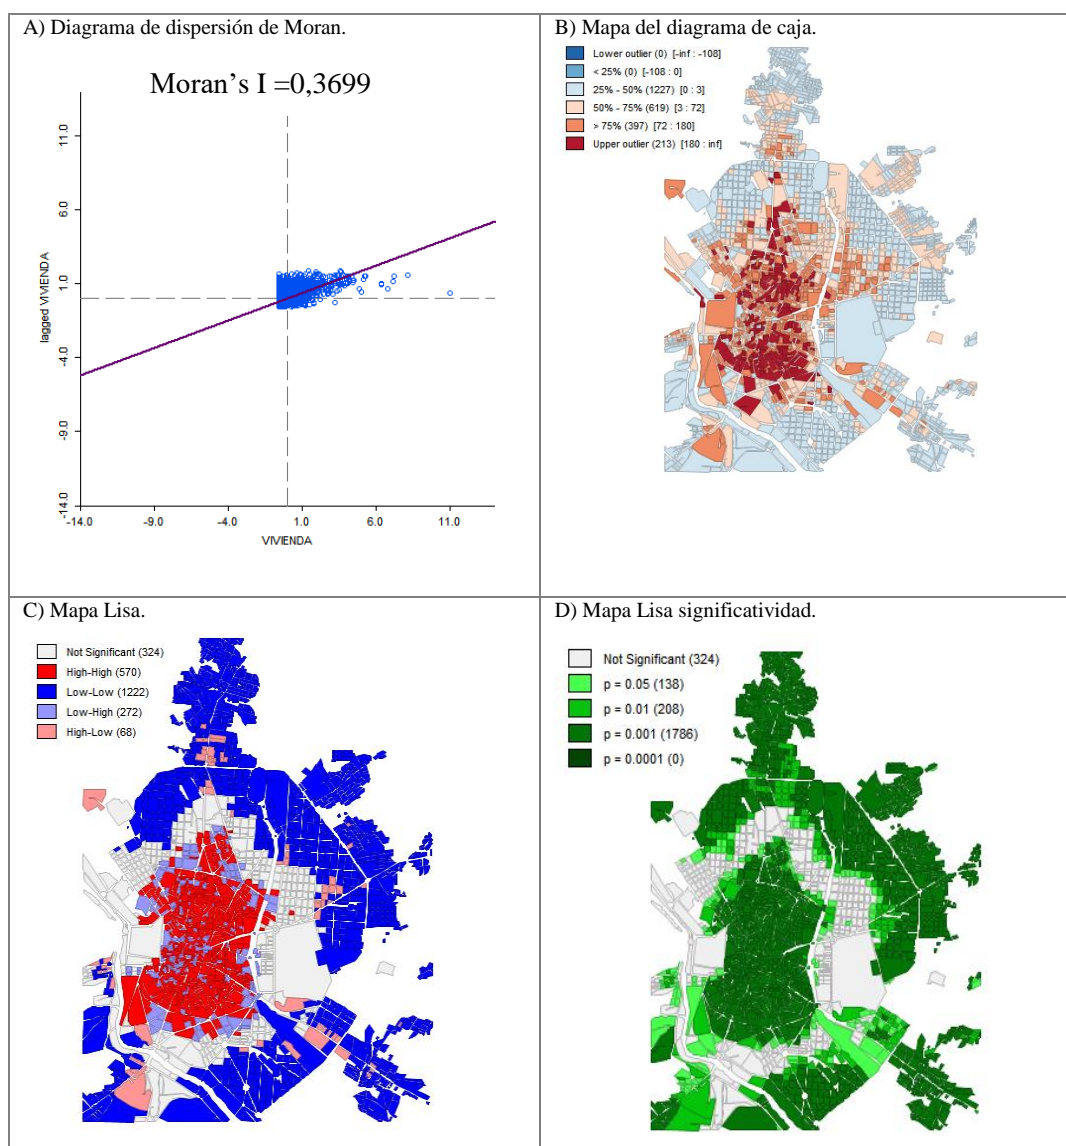 A) Diagrama de dispersión de Moran.
Moran's I =0,3699
11.0
6.0
1.0
-4.0
-9.0
-14.0
lagged VIVIENDA
-14.0 -9.0 -4.0 1.0 6.0 11.0
VIVIENDA
B) Mapa del diagrama de caja.
Lower outlier (0) [-inf : -108]
< 25% (0) [-108 : 0]
25% - 50% (1227) [0 : 3]
50% - 75% (619) [3 : 72]
> 75% (397) [72 : 180]
Upper outlier (213) [180 : inf]
C) Mapa Lisa.
Not Significant (324)
High-High (570)
Low-Low (1222)
Low-High (272)
High-Low (68)
D) Mapa Lisa significatividad.
Not Significant (324)
p = 0.05 (138)
p = 0.01 (208)
p = 0.001 (1786)
p = 0.0001 (0)